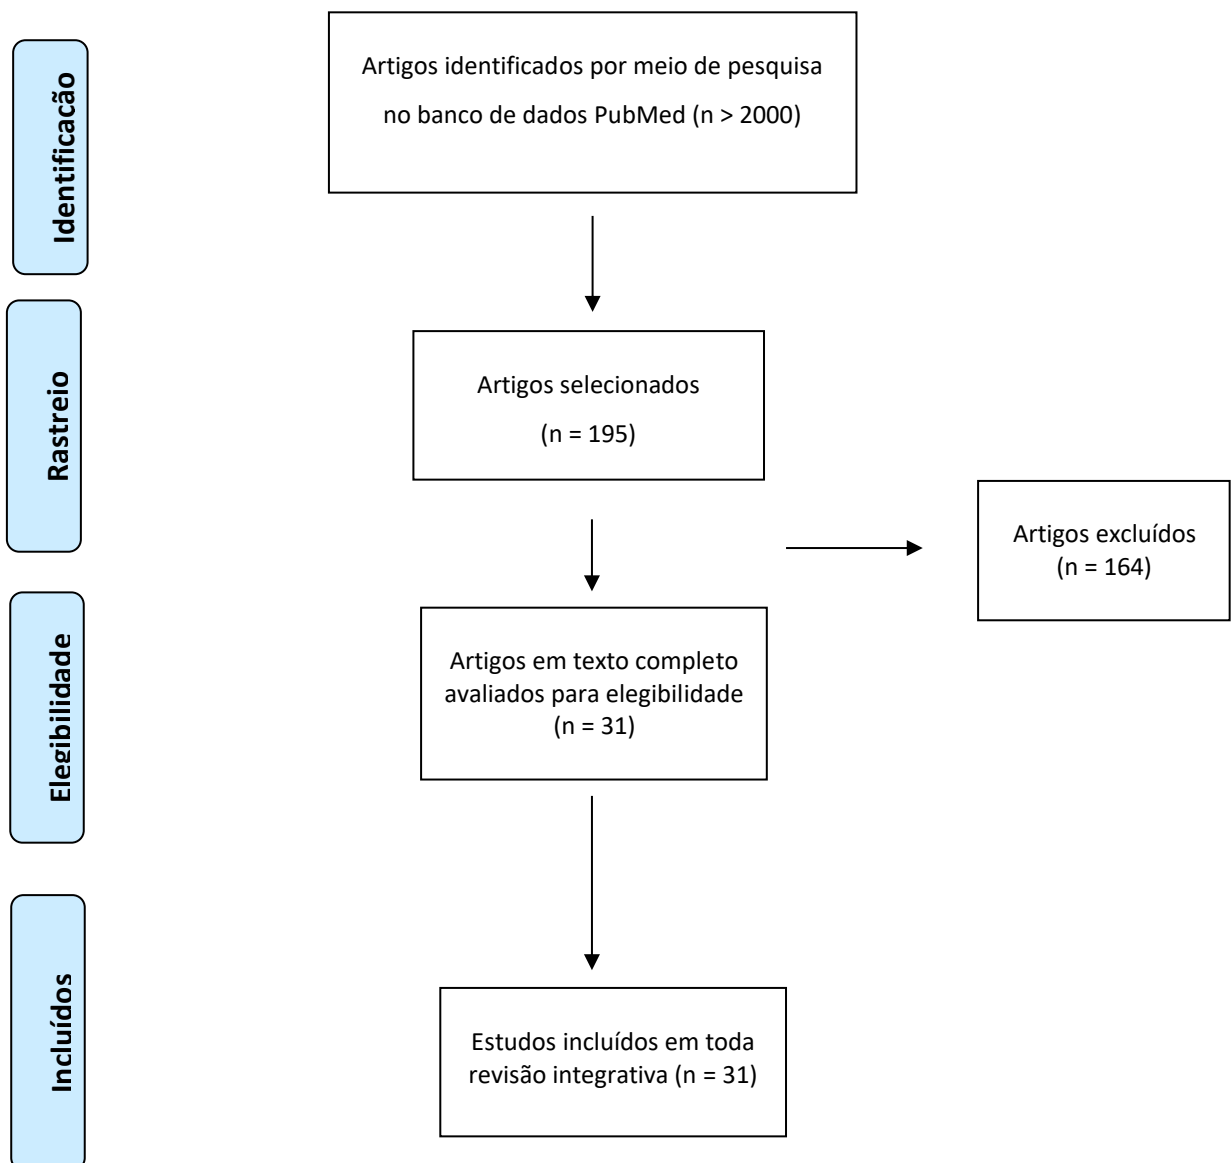 Identificação
Artigos identificados por meio de pesquisa
no banco de dados PubMed (n > 2000)
Rastreio
Artigos selecionados
(n = 195)
Artigos excluídos
(n = 164)
Elegibilidade
Artigos em texto completo
avaliados para elegibilidade
(n = 31)
Incluídos
Estudos incluídos em toda
revisão integrativa (n = 31)